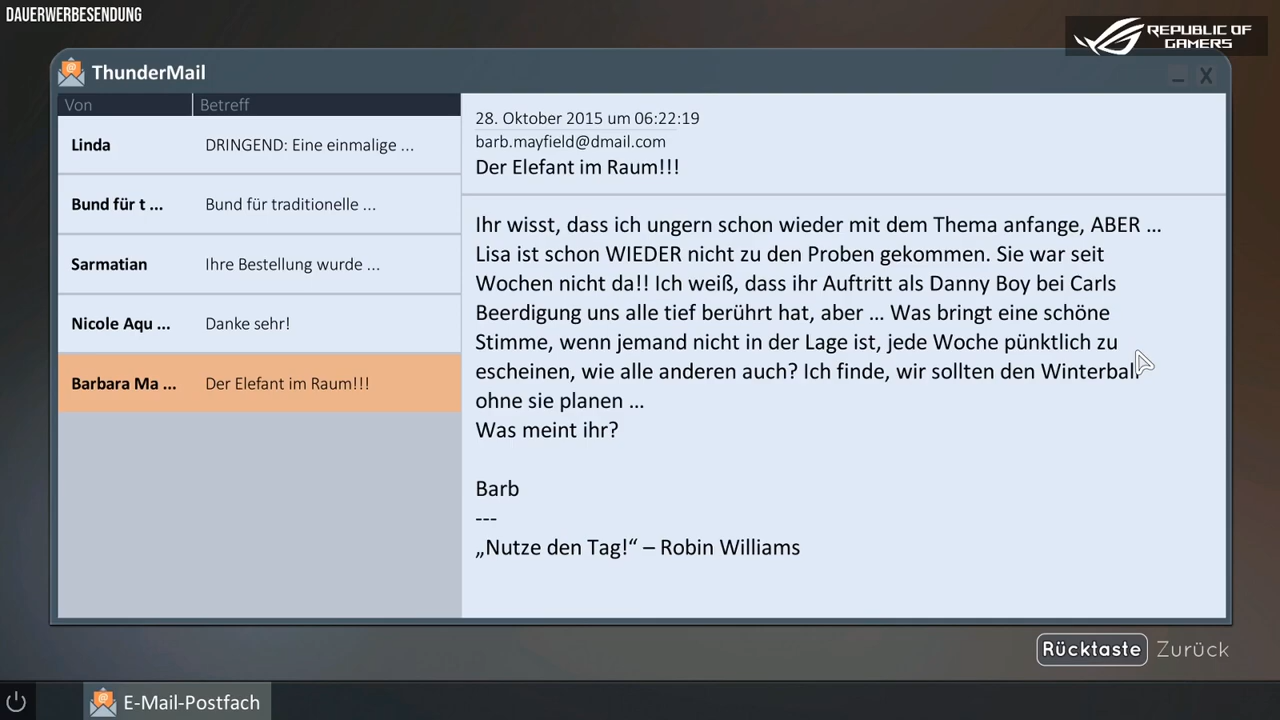 DAUERWERBESENDUNG
REPUBLIC OF
GAMERS
ThunderMail
Von Betreff
Linda DRINGEND: Eine einmalige ...
Bund für t ... Bund für traditionelle ...
Sarmatian Ihre Bestellung wurde ...
Nicole Aqu ... Danke sehr!
Barbara Ma ... Der Elefant im Raum!!!
28. Oktober 2015 um 06:22:19
barb.mayfield@dmail.com
Der Elefant im Raum!!!
Ihr wisst, dass ich ungern schon wieder mit dem Thema anfange, ABER ...
Lisa ist schon WIEDER nicht zu den Proben gekommen. Sie war seit
Wochen nicht da!! Ich weiß, dass ihr Auftritt als Danny Boy bei Carls
Beerdigung uns alle tief berührt hat, aber ... Was bringt eine schöne
Stimme, wenn jemand nicht in der Lage ist, jede Woche pünktlich zu
escheinen, wie alle anderen auch? Ich finde, wir sollten den Winterball
ohne sie planen ...
Was meint ihr?
Barb
---
„Nutze den Tag!“ – Robin Williams
Rücktaste Zurück
E-Mail-Postfach